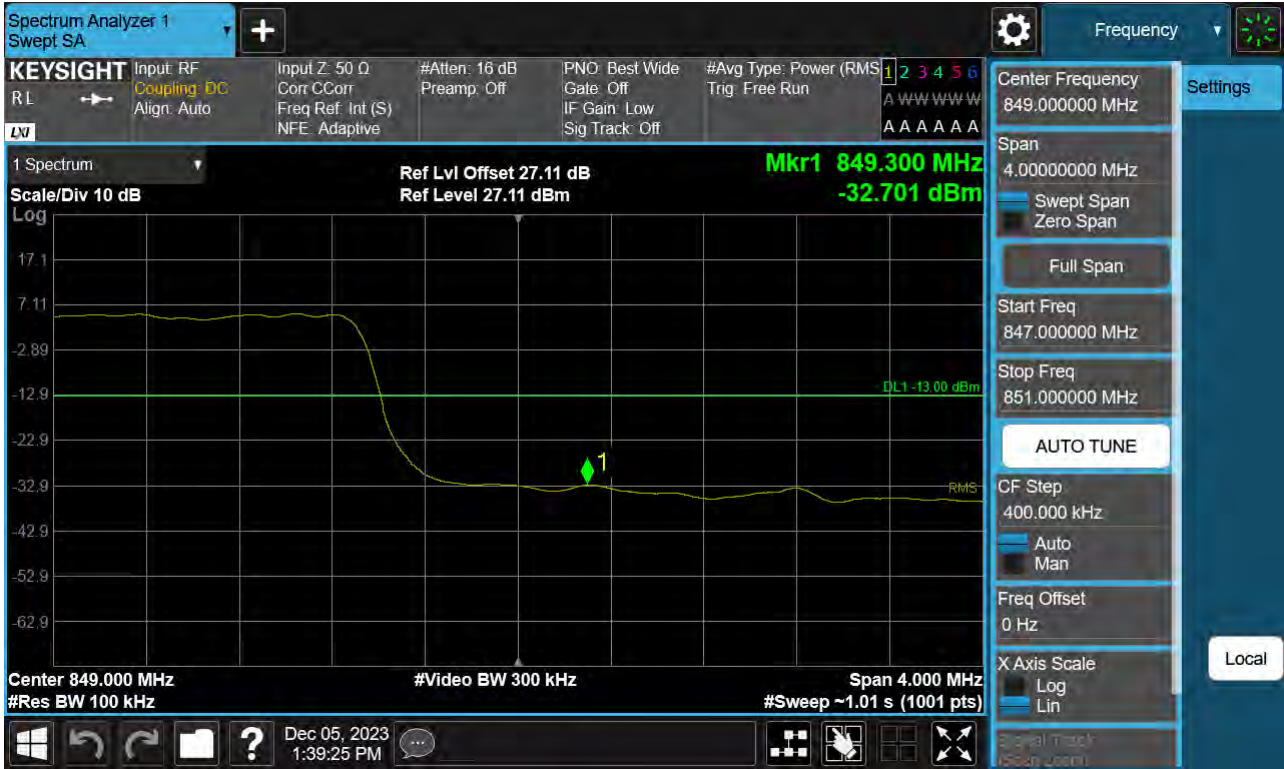 Spectrum Analyzer 1
Swept SA
Frequency
KEYSIGHT
RL
LXI
Input: RF
Coupling: DC
Align: Auto
Input Z: 50 Ω
Corr CCorr
Freq Ref: Int (S)
NFE: Adaptive
#Atten: 16 dB
Preamp: Off
PNO: Best Wide
Gate: Off
IF Gain: Low
Sig Track: Off
#Avg Type: Power (RMS
Trig: Free Run
1 2 3 4 5 6
A W W W W W
A A A A A A
1 Spectrum
Scale/Div 10 dB
Log
Ref Lvl Offset 27.11 dB
Ref Level 27.11 dBm
Mkr1 849.300 MHz
-32.701 dBm
17.1
7.11
-2.89
-12.9
-22.9
-32.9
-42.9
-52.9
-62.9
DL1 -13.00 dBm
1
RMS
Center 849.000 MHz
#Res BW 100 kHz
#Video BW 300 kHz
Span 4.000 MHz
#Sweep ~1.01 s (1001 pts)
Dec 05, 2023
1:39:25 PM
Center Frequency
849.000000 MHz
Span
4.00000000 MHz
Swept Span
Zero Span
Full Span
Start Freq
847.000000 MHz
Stop Freq
851.000000 MHz
AUTO TUNE
CF Step
400.000 kHz
Auto
Man
Freq Offset
0 Hz
X Axis Scale
Log
Lin
Signal Track
(Span Zoom)
Settings
Local